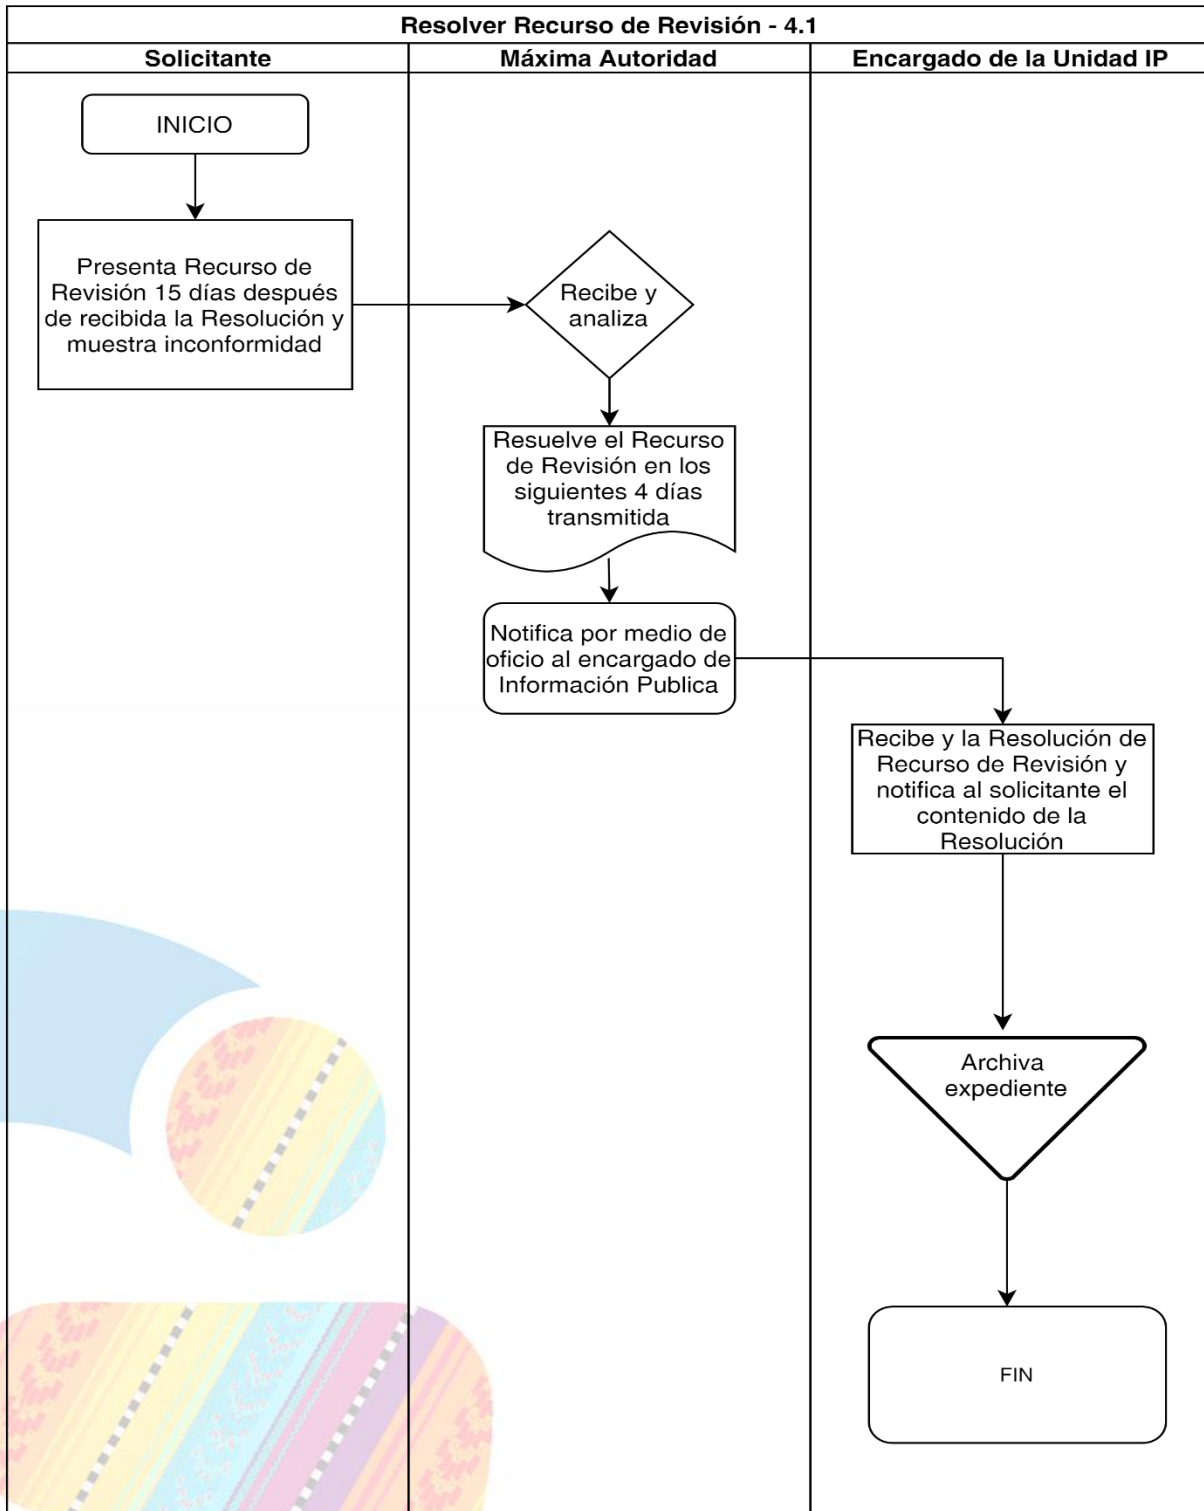 Resolver Recurso de Revisión - 4.1
Solicitante
Máxima Autoridad
Encargado de la Unidad IP
INICIO
Presenta Recurso de
Revisión 15 días después
de recibida la Resolución y
muestra inconformidad
Recibe y
analiza
Resuelve el Recurso
de Revisión en los
siguientes 4 días
transmitida
Notifica por medio de
oficio al encargado de
Información Publica
Recibe y la Resolución de
Recurso de Revisión y
notifica al solicitante el
contenido de la
Resolución
Archiva
expediente
FIN